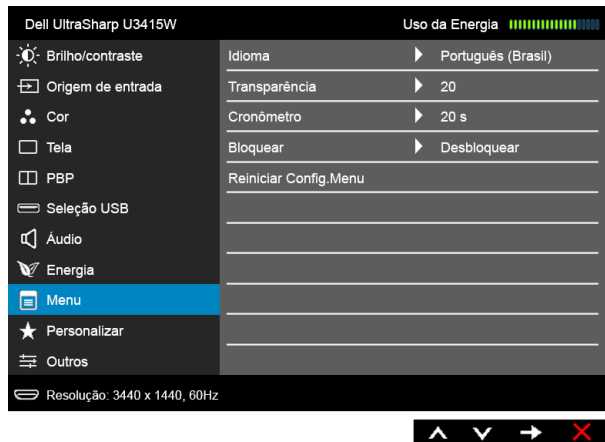 Dell UltraSharp U3415W Uso da Energia
Brilho/contraste Idioma Português (Brasil)
Origem de entrada Transparência 20
Cor Cronômetro 20 s
Tela Bloquear Desbloquear
PBP Reiniciar Config.Menu
Seleção USB
Áudio
Energia
Menu
Personalizar
Outros
Resolução: 3440 x 1440, 60Hz